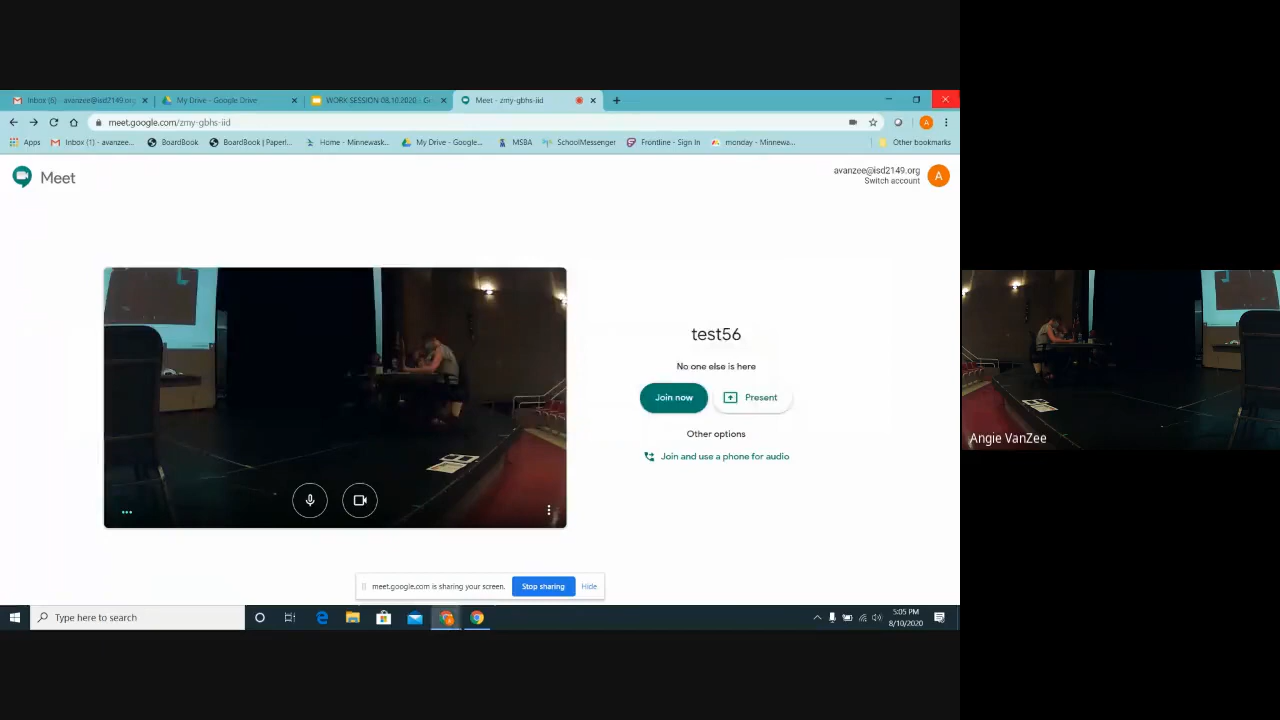 Inbox (6) - avanzee@isd2149.org
My Drive - Google Drive
WORK SESSION 08.10.2020 - G
Meet - zmy-gbhs-iid
meet.google.com/zmy-gbhs-iid
Apps
Inbox (1) - avanzee...
BoardBook
BoardBook | Paperl...
Home - Minnewask...
My Drive - Google...
MSBA
SchoolMessenger
Frontline - Sign In
monday - Minnewa...
Other bookmarks
Meet
avanzee@isd2149.org
Switch account
A
test56
No one else is here
Join now
Present
Other options
Join and use a phone for audio
Angie VanZee
meet.google.com is sharing your screen.
Stop sharing
Hide
Type here to search
5:05 PM
8/10/2020